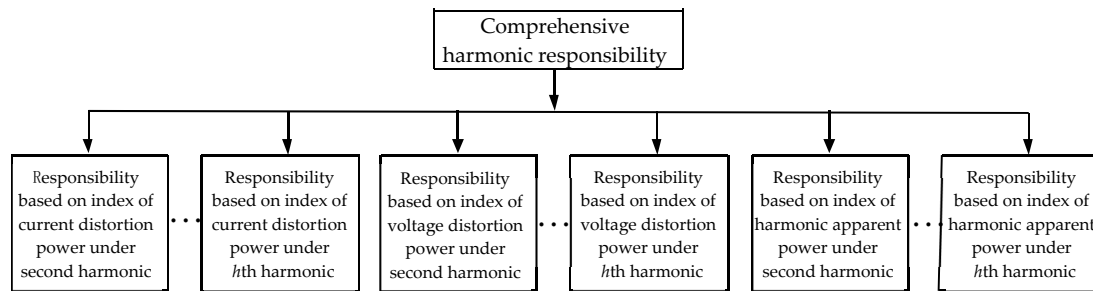 Comprehensive
harmonic responsibility
Responsibility
based on index of
current distortion
power under
second harmonic
...
Responsibility
based on index of
current distortion
power under
hth harmonic
Responsibility
based on index of
voltage distortion
power under
second harmonic
...
Responsibility
based on index of
voltage distortion
power under
hth harmonic
Responsibility
based on index of
harmonic apparent
power under
second harmonic
...
Responsibility
based on index of
harmonic apparent
power under
hth harmonic